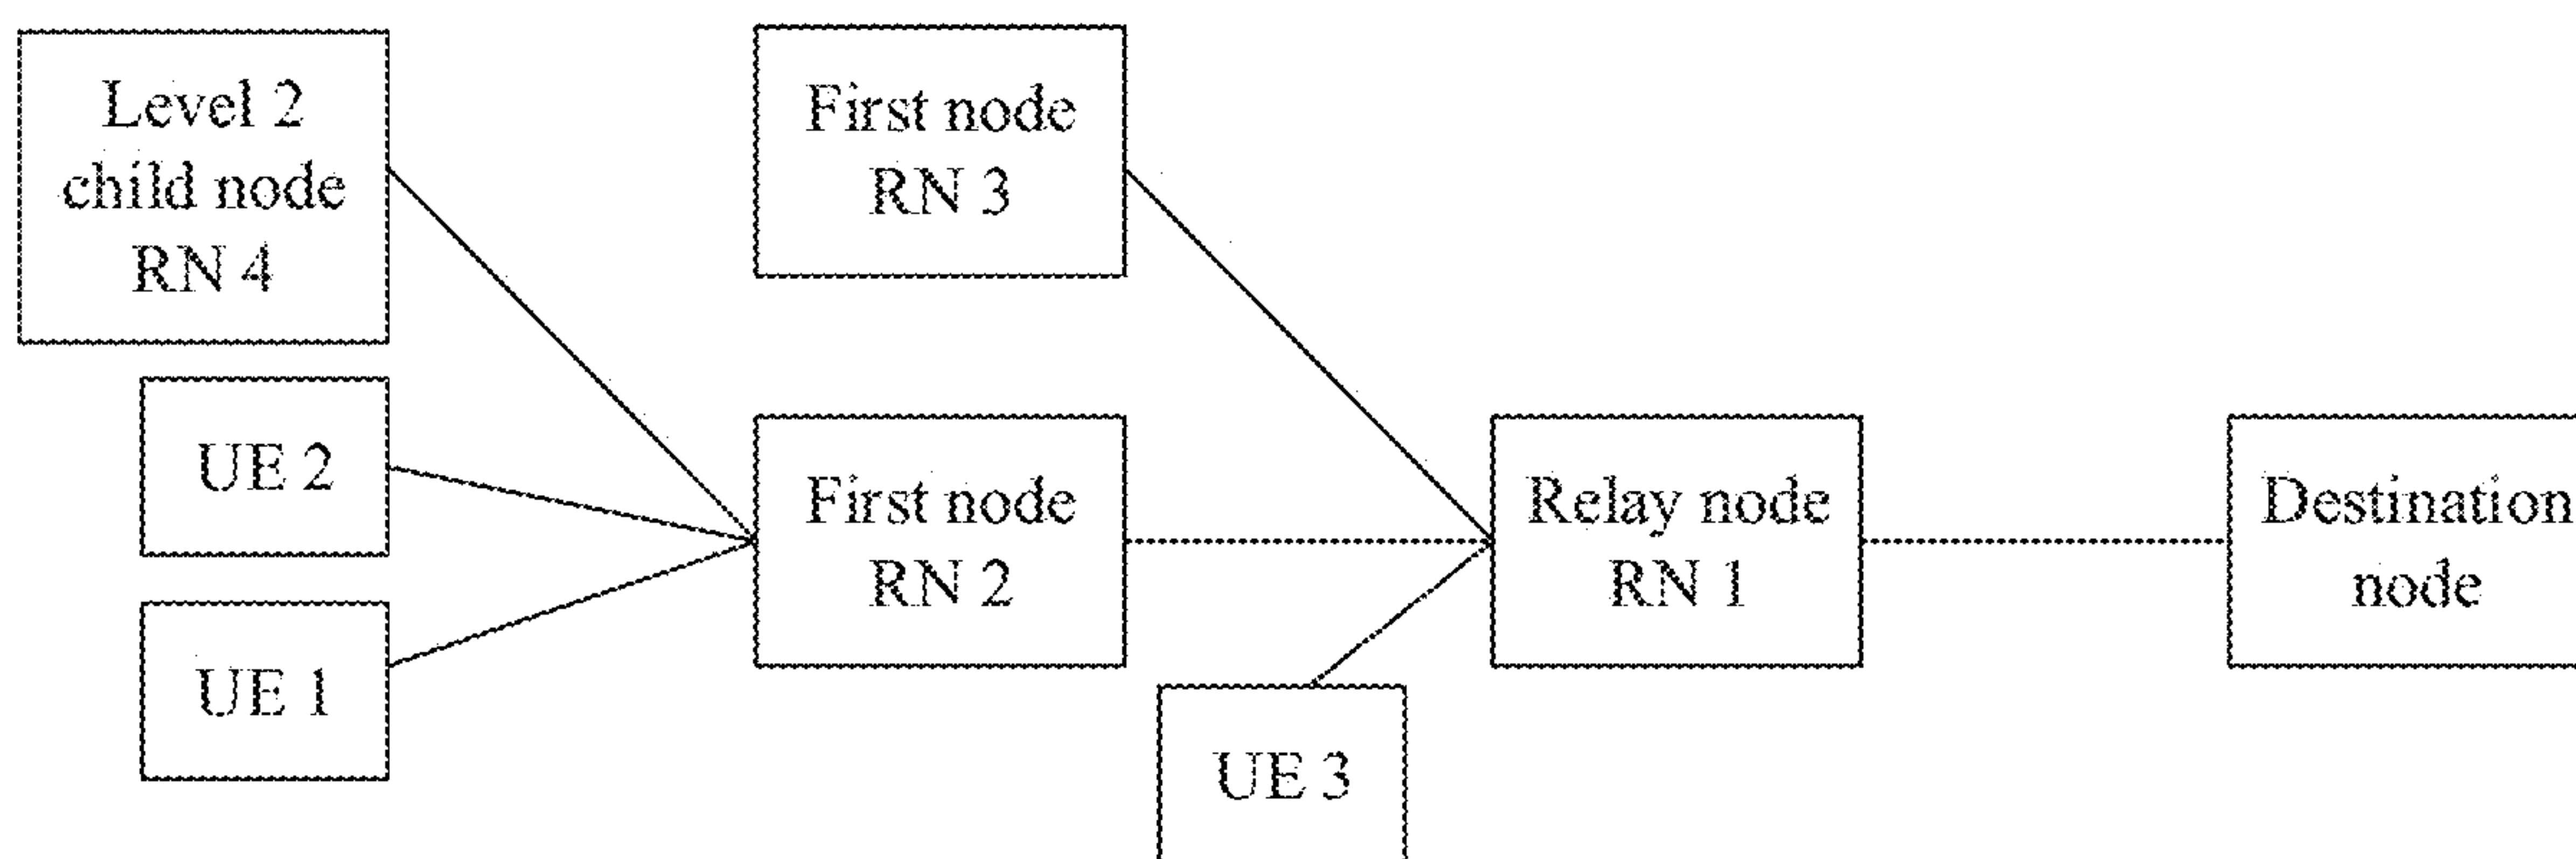 Level 2
child node
RN 4
First node
RN 3
UE 2
First node
RN 2
Relay node
RN 1
Destination
node
UE 1
UE 3